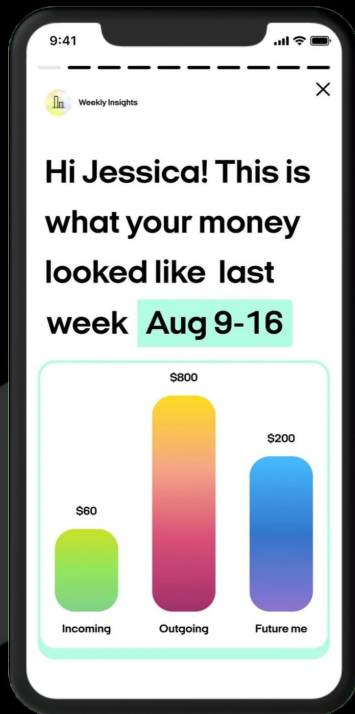 9:41
Weekly Insights
Hi Jessica! This is
what your money
looked like last
week Aug 9-16
$800
$200
$60
Incoming Outgoing Future me